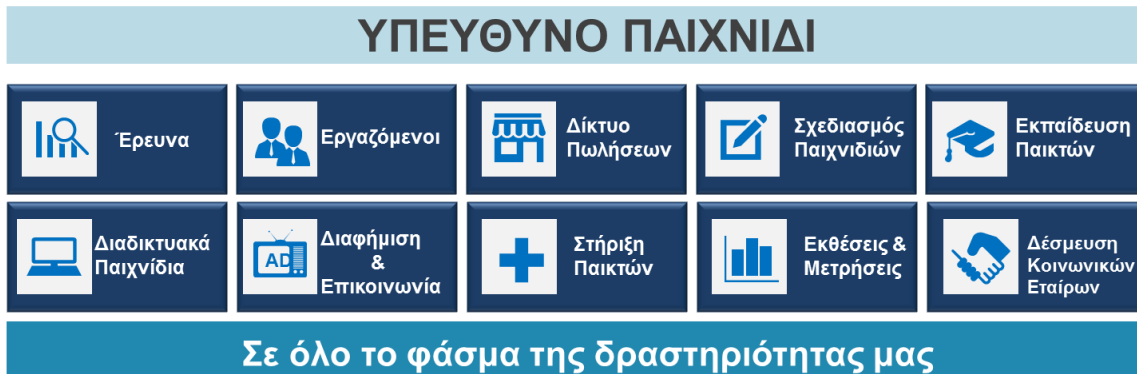 ΥΠΕΥΘΥΝΟ ΠΑΙΧΝΙΔΙ
Έρευνα
Εργαζόμενοι
Δίκτυο
Πωλήσεων
Σχεδιασμός
Παιχνιδιών
Εκπαίδευση
Παικτών
Διαδικτυακά
Παιχνίδια
AD
Διαφήμιση
&
Επικοινωνία
Στήριξη
Παικτών
Εκθέσεις &
Μετρήσεις
Δέσμευση
Κοινωνικών
Εταίρων
Σε όλο το φάσμα της δραστηριότητας μας